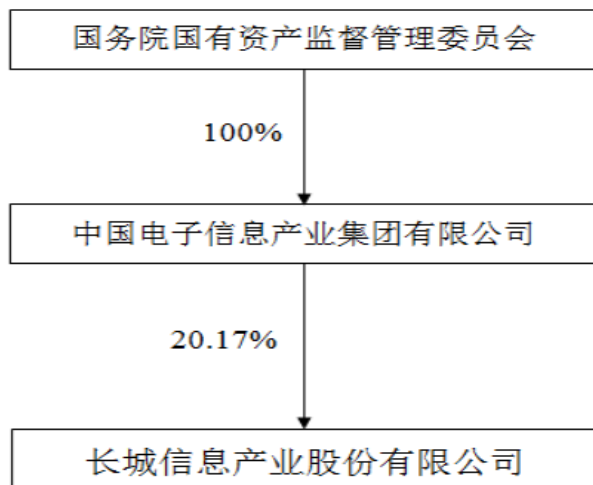 国务院国有资产监督管理委员会
100%
中国电子信息产业集团有限公司
20.17%
长城信息产业股份有限公司